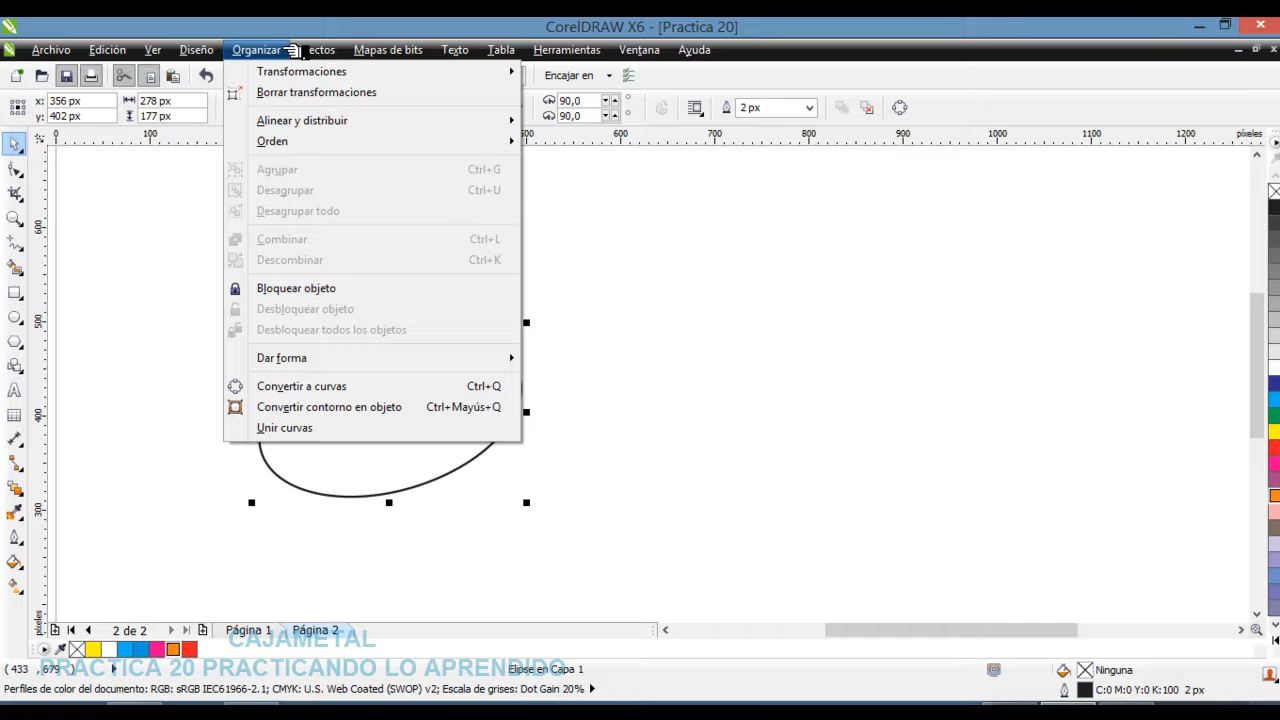 CorelDRAW X6 - [Practica 20]
Archivo Edición Ver Diseño Organizar ectos Mapas de bits Texto Tabla Herramientas Ventana Ayuda
Encajar en
x: 356 px 278 px
y: 402 px 177 px
90,0 °
90,0 °
2 px
0 100 500 600 700 800 900 1000 1100 1200 píxeles
600
500
400
300
píxeles
Transformaciones
Borrar transformaciones
Alinear y distribuir
Orden
Agrupar Ctrl+G
Desagrupar Ctrl+U
Desagrupar todo
Combinar Ctrl+L
Descombinar Ctrl+K
Bloquear objeto
Desbloquear objeto
Desbloquear todos los objetos
Dar forma
Convertir a curvas Ctrl+Q
Convertir contorno en objeto Ctrl+Mayús+Q
Unir curvas
2 de 2 Página 1 Página 2
CAJAMETAL
PRACTICA 20 PRACTICANDO LO APRENDIDO
( 433 ,679 ) Elipse en Capa 1 Ninguna
Perfiles de color del documento: RGB: sRGB IEC61966-2.1; CMYK: U.S. Web Coated (SWOP) v2; Escala de grises: Dot Gain 20% C:0 M:0 Y:0 K:100 2 px